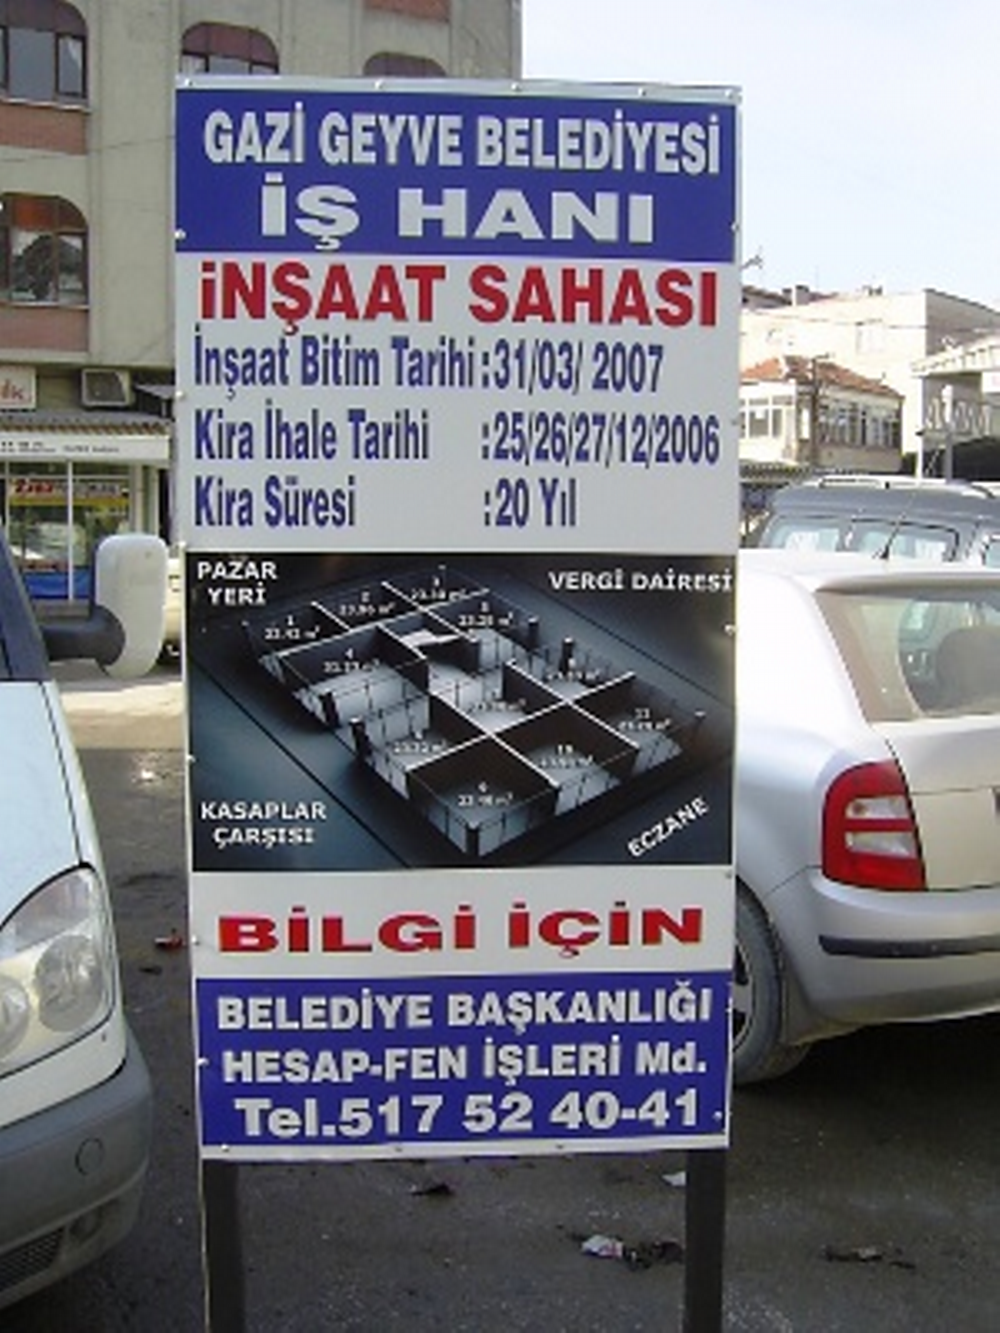 GAZİ GEYVE BELEDİYESİ
İŞ HANI
İNŞAAT SAHASI
İnşaat Bitim Tarihi :31/03/ 2007
Kira İhale Tarihi :25/26/27/12/2006
Kira Süresi :20 Yıl
PAZAR
YERİ
VERGİ DAİRESİ
KASAPLAR
ÇARŞISI
ECZANE
BİLGİ İÇİN
BELEDİYE BAŞKANLIĞI
HESAP-FEN İŞLERİ Md.
Tel.517 52 40-41